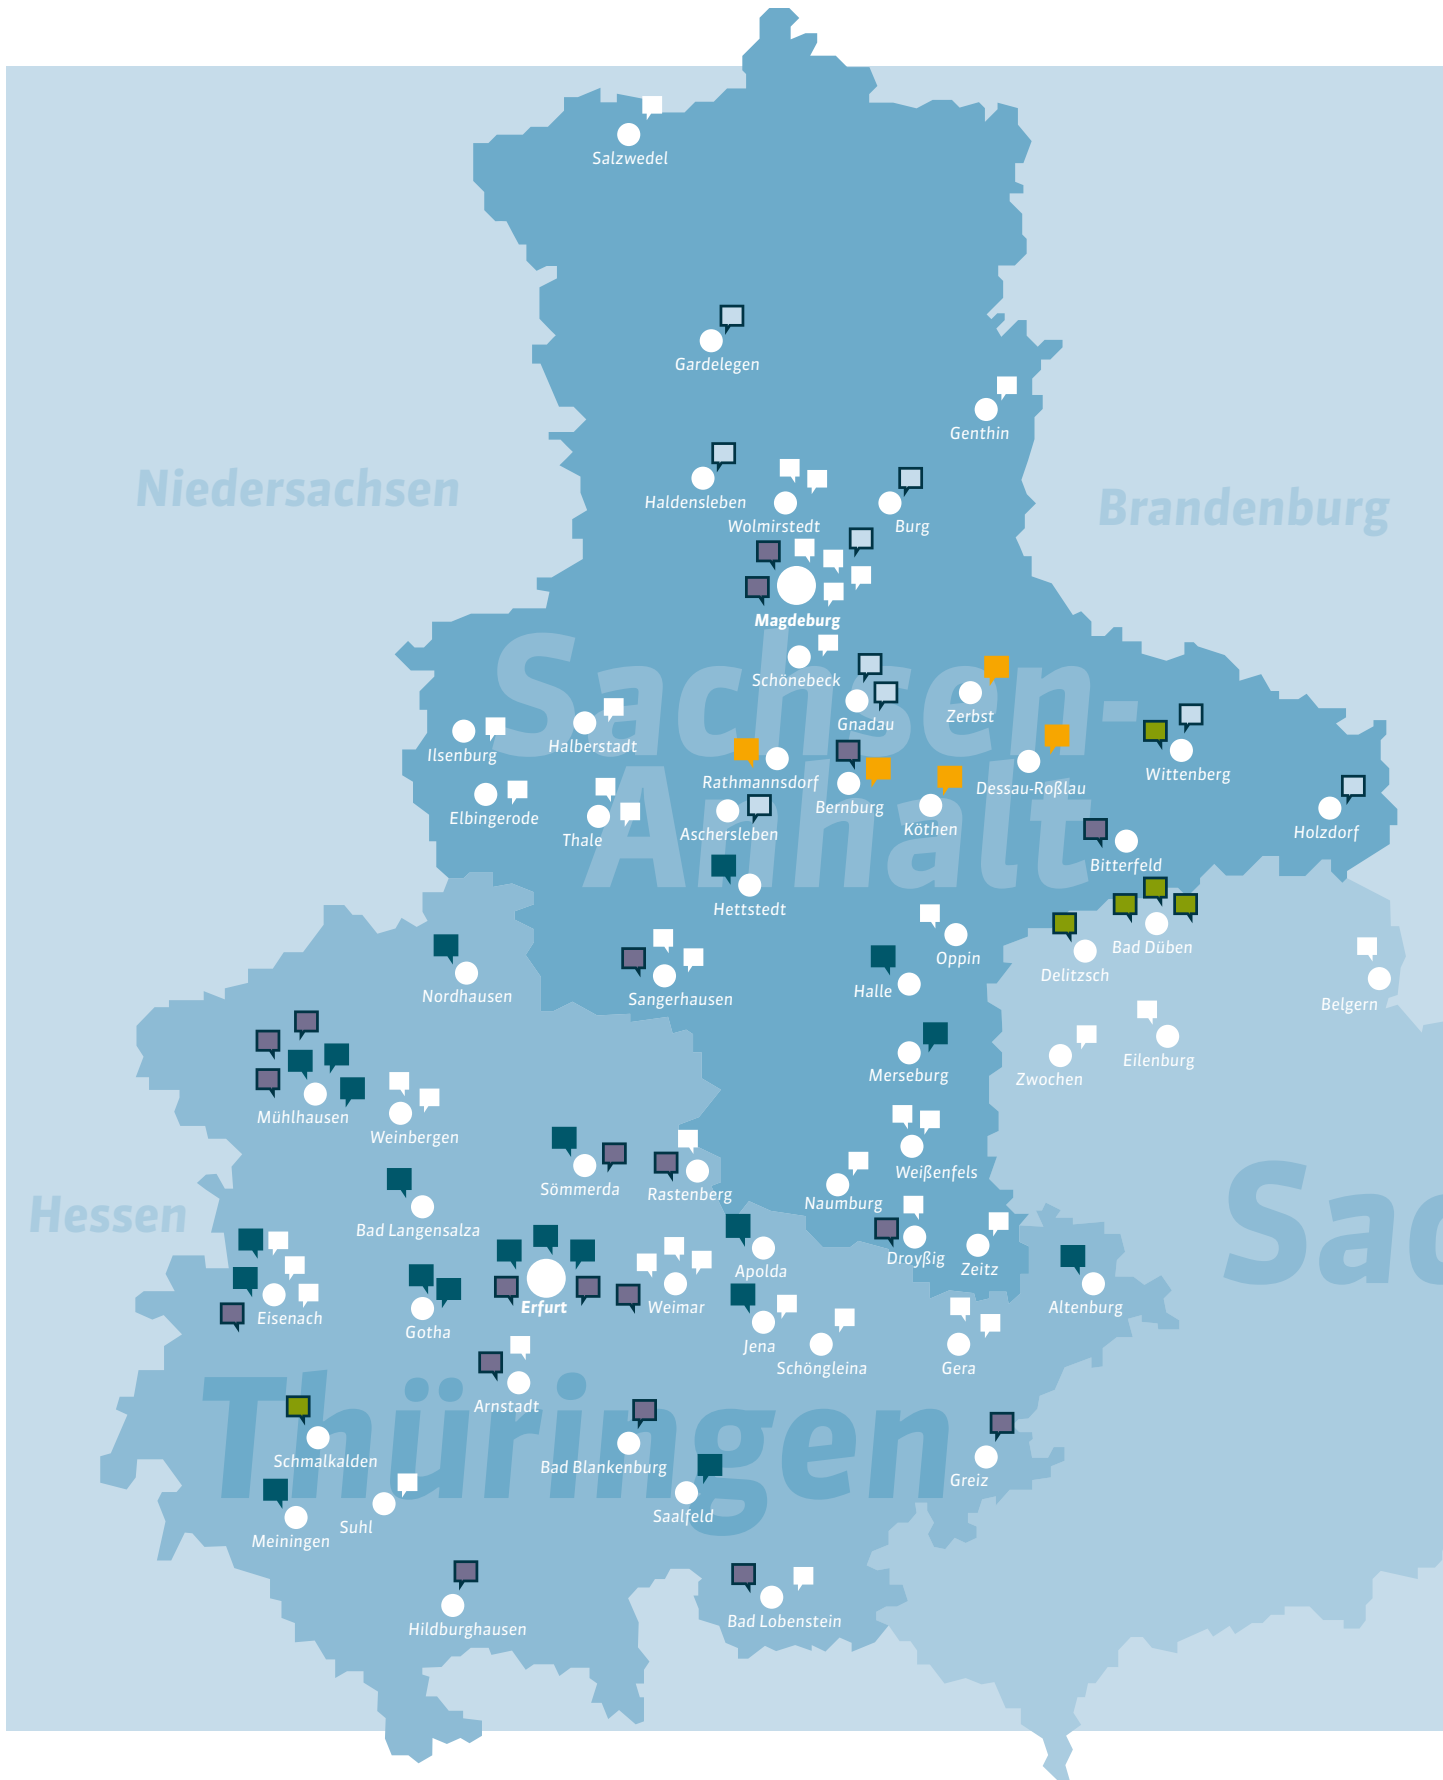 Salzwedel
Gardelegen
Genthin
Niedersachsen
Brandenburg
Haldensleben
Wolmirstedt
Burg
Magdeburg
Sachsen-
Anhalt
Schönebeck
Gnadau
Zerbst
Ilsenburg
Halberstadt
Rathmannsdorf
Bernburg
Dessau-Roßlau
Wittenberg
Elbingerode
Thale
Aschersleben
Köthen
Holzdorf
Bitterfeld
Hettstedt
Bad Düben
Oppin
Delitzsch
Nordhausen
Sangerhausen
Halle
Belgern
Merseburg
Zwochen
Eilenburg
Mühlhausen
Weinbergen
Weißenfels
Sömmerda
Rastenberg
Naumburg
Hessen
Sac
Bad Langensalza
Apolda
Droyßig
Zeitz
Eisenach
Gotha
Erfurt
Weimar
Altenburg
Jena
Schöngleina
Gera
Arnstadt
Thüringen
Schmalkalden
Bad Blankenburg
Greiz
Saalfeld
Meiningen
Suhl
Hildburghausen
Bad Lobenstein